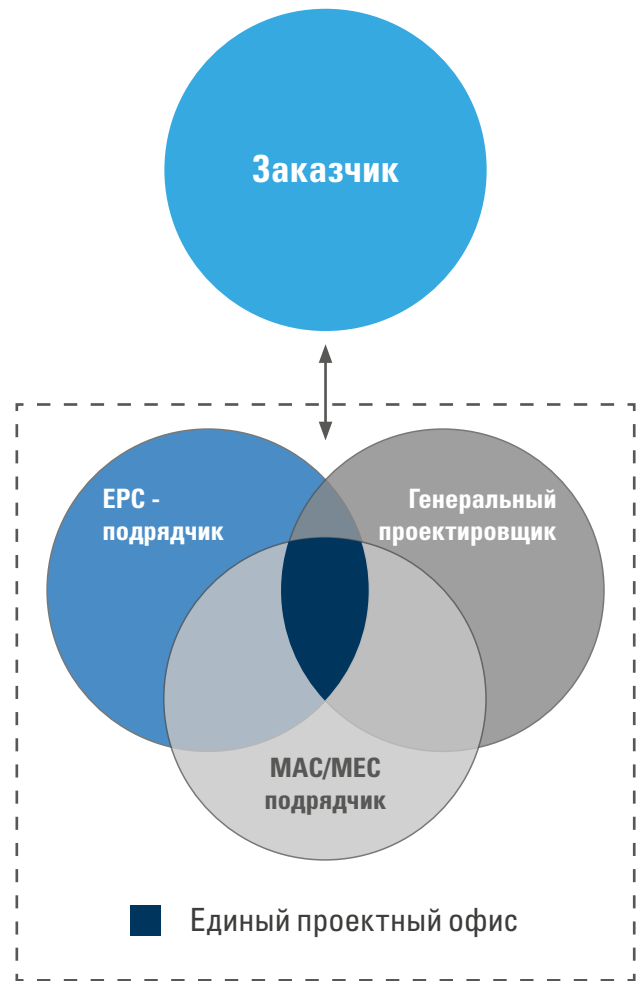 Заказчик
EPC -
подрядчик
Генеральный
проектировщик
MAC/MEC
подрядчик
Единый проектный офис